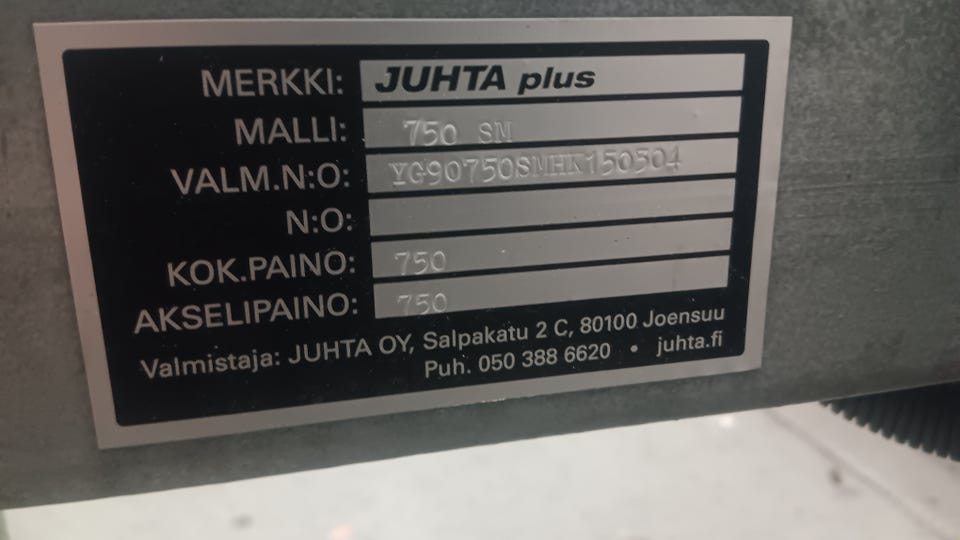 MERKKI: JUHTA plus
MALLI: 750 SM
VALM.N:O: YG90750SMHK150504
N:O:
KOK.PAINO: 750
AKSELIPAINO: 750
Valmistaja: JUHTA OY, Salpakatu 2 C, 80100 Joensuu
Puh. 050 388 6620 • juhta.fi